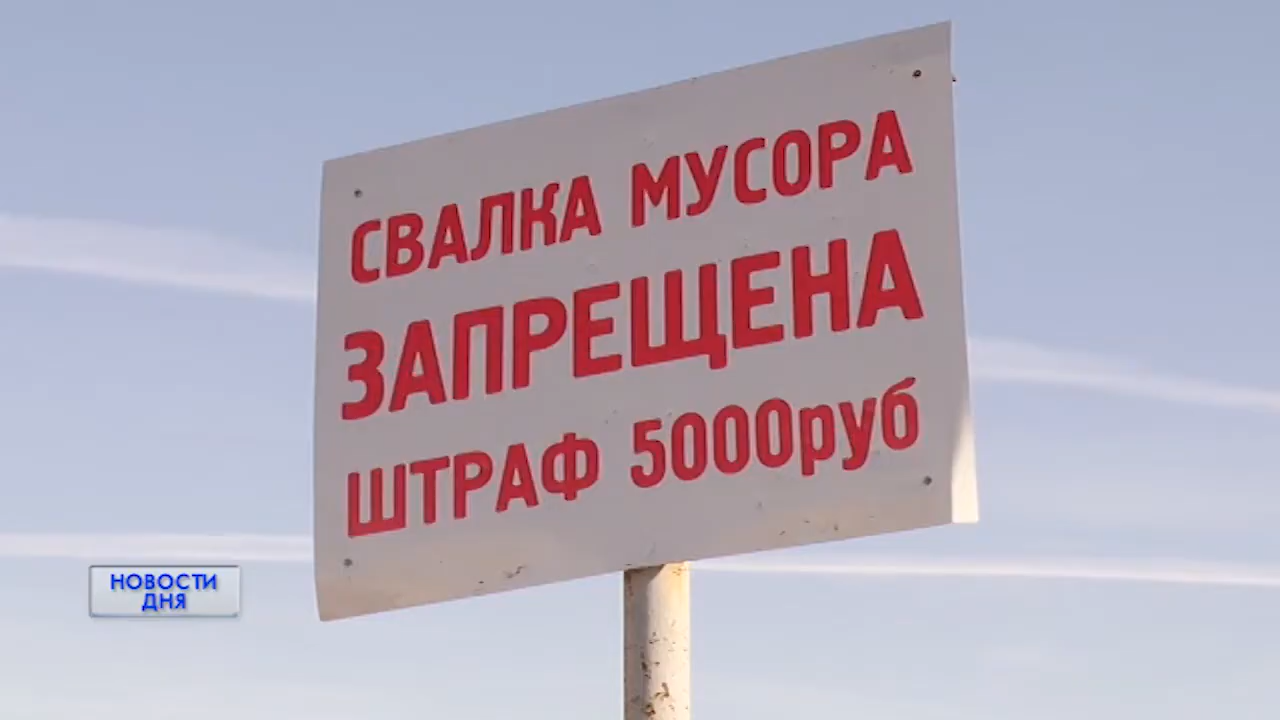 СВАЛКА МУСОРА
ЗАПРЕЩЕНА
ШТРАФ 5000руб
НОВОСТИ
ДНЯ